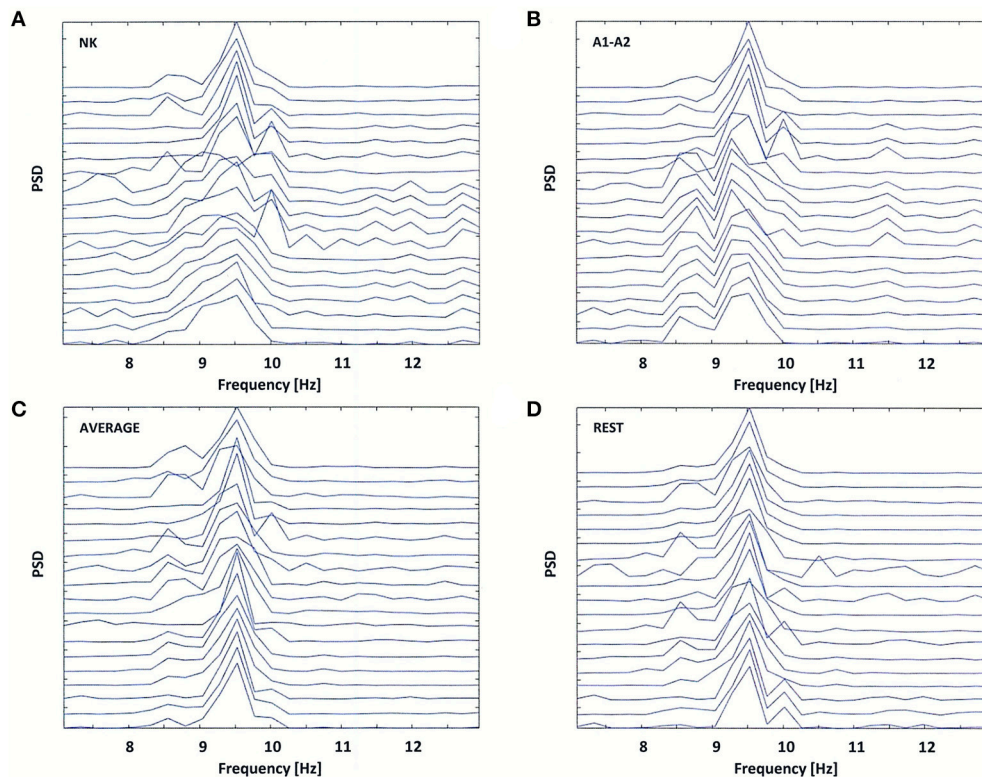 A
NK
PSD
8 9 10 11 12
Frequency [Hz]
B
A1-A2
PSD
8 9 10 11 12
Frequency [Hz]
C
AVERAGE
PSD
8 9 10 11 12
Frequency [Hz]
D
REST
PSD
8 9 10 11 12
Frequency [Hz]